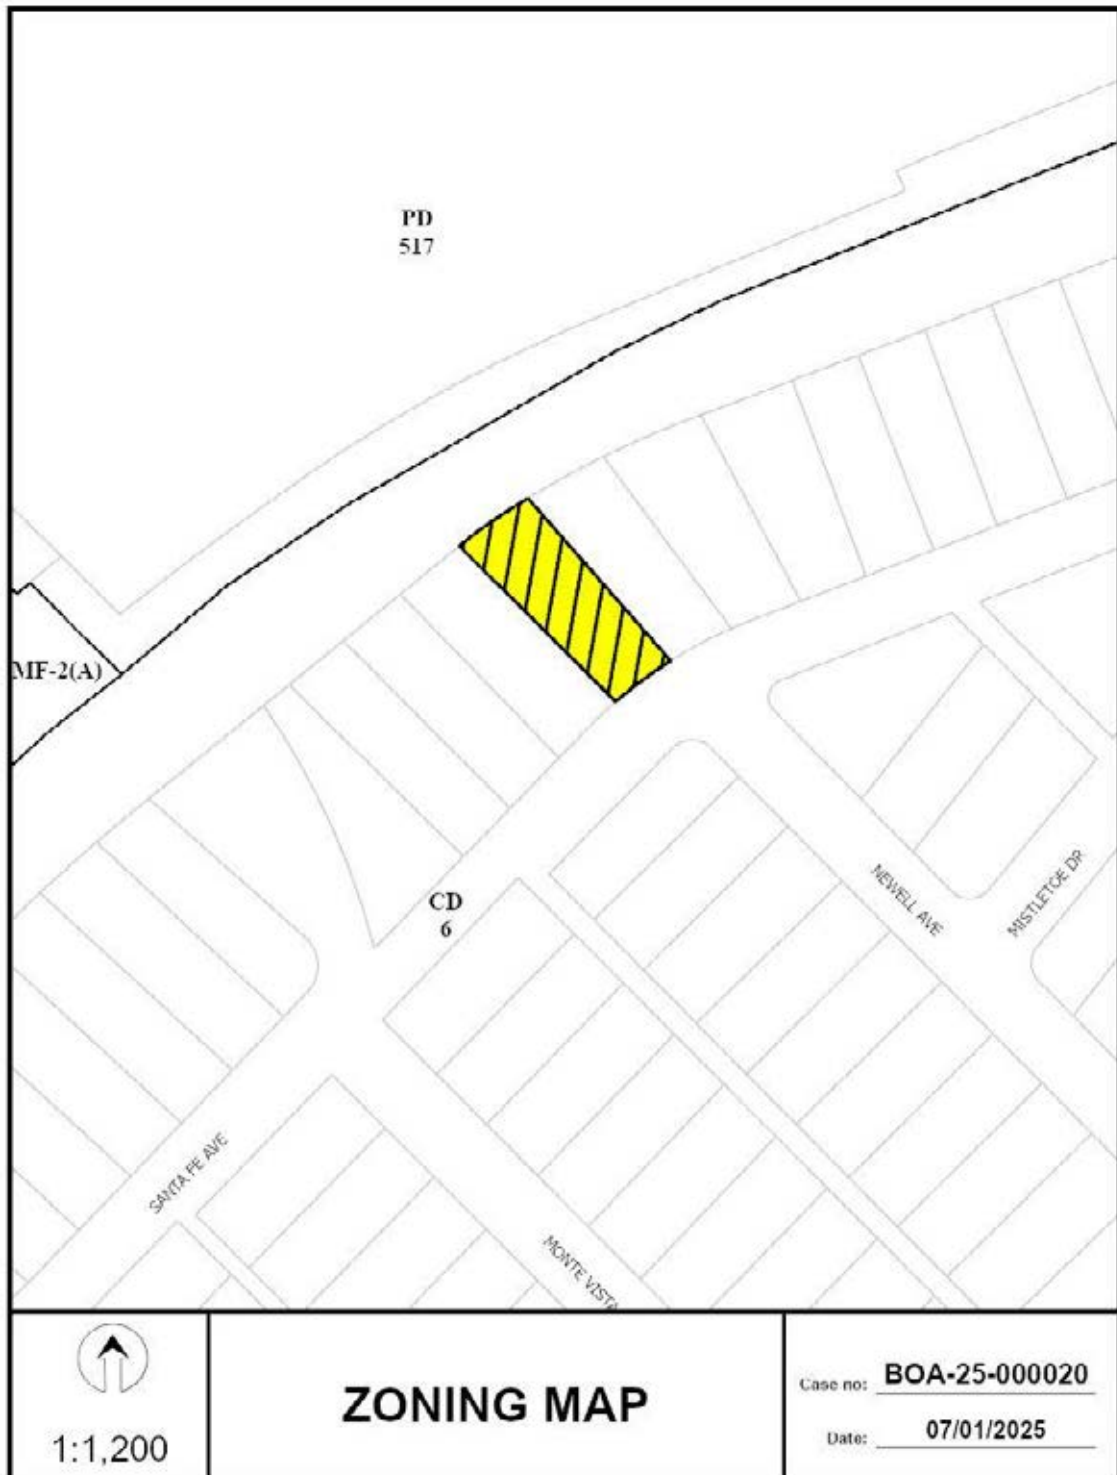 PD
517
MF-2(A)
CD
6
NEWELL AVE
MISTLETOE DR
SANTA FE AVE
MONTE VISTA
1:1,200
ZONING MAP
Case no: BOA-25-000020
Date: 07/01/2025